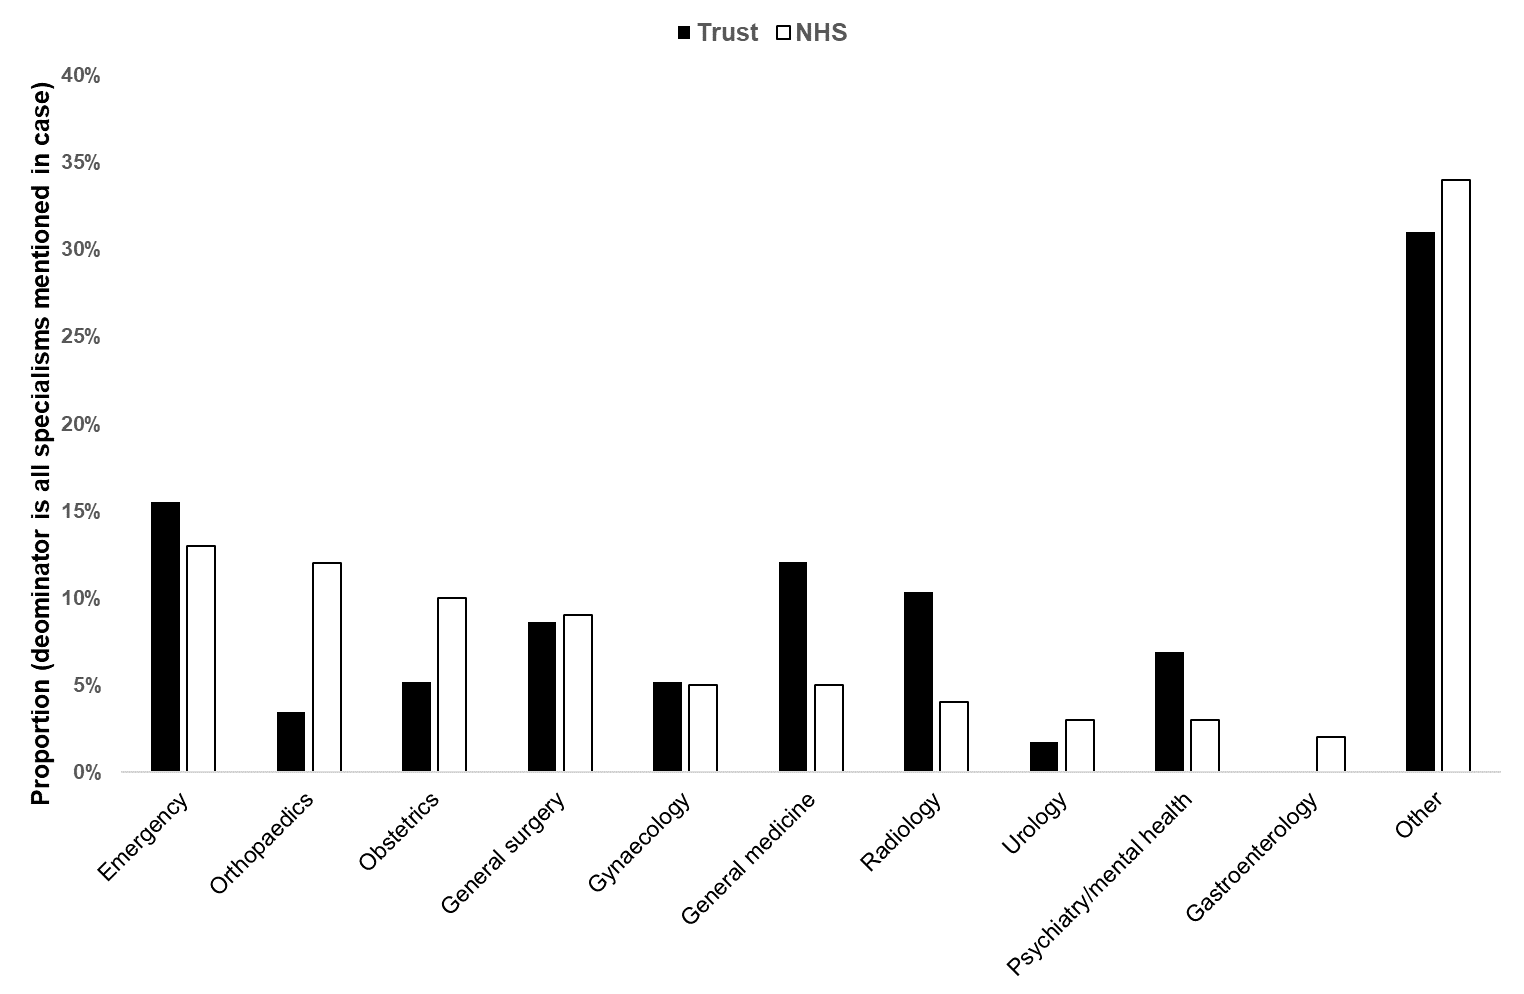 Trust NHS
Proportion (deominator is all specialisms mentioned in case)
40%
35%
30%
25%
20%
15%
10%
5%
0%
Emergency
Orthopaedics
Obstetrics
General surgery
Gynaecology
General medicine
Radiology
Urology
Psychiatry/mental health
Gastroenterology
Other